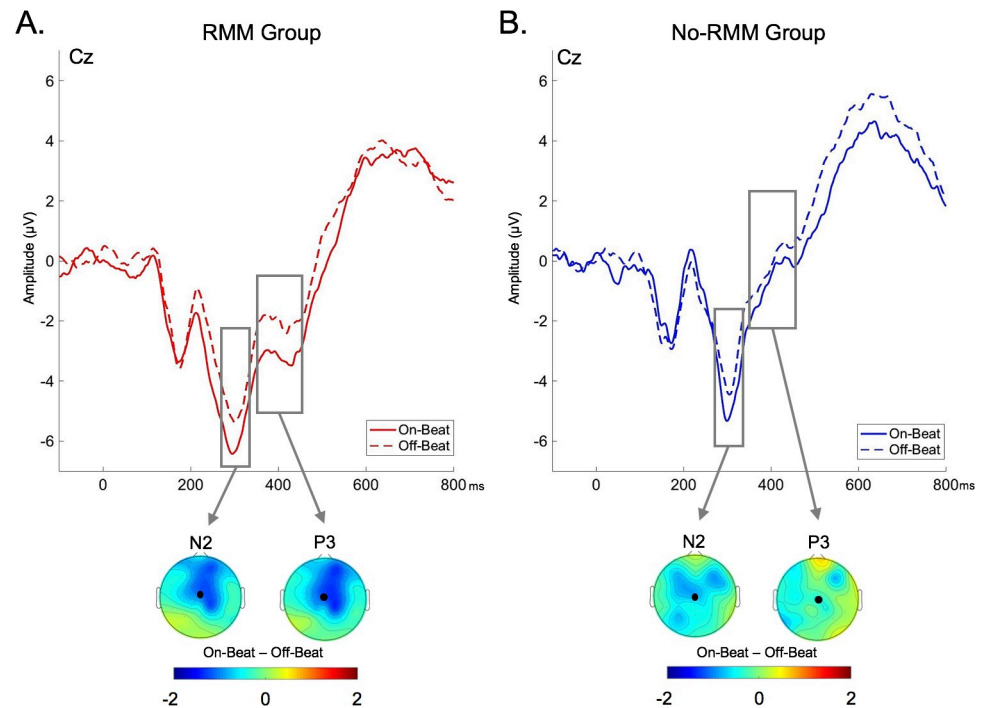 A.
RMM Group
Cz
Amplitude (µV)
6
4
2
0
-2
-4
-6
On-Beat
Off-Beat
0
200
400
600
800 ms
N2
P3
On-Beat – Off-Beat
-2
0
2
B.
No-RMM Group
Cz
Amplitude (µV)
6
4
2
0
-2
-4
-6
On-Beat
Off-Beat
0
200
400
600
800ms
N2
P3
On-Beat – Off-Beat
-2
0
2